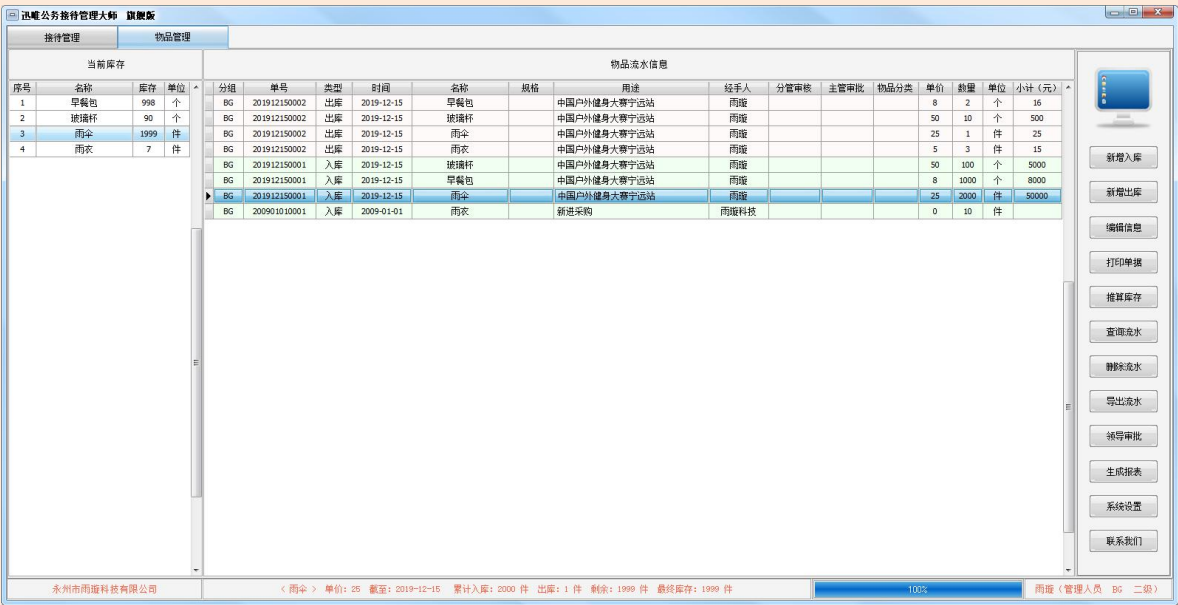 迅唯公务接待管理大师 旗舰版
接待管理 物品管理
当前库存
序号 名称 库存 单位
1 早餐包 998 个
2 玻璃杯 90 个
3 雨伞 1999 件
4 雨衣 7 件
物品流水信息
分组 单号 类型 时间 名称 规格 用途 经手人 分管审核 主管审批 物品分类 单价 数量 单位 小计（元）
BG 201912150002 出库 2019-12-15 早餐包 中国户外健身大赛宁远站 雨璇 8 2 个 16
BG 201912150002 出库 2019-12-15 玻璃杯 中国户外健身大赛宁远站 雨璇 50 10 个 500
BG 201912150002 出库 2019-12-15 雨伞 中国户外健身大赛宁远站 雨璇 25 1 件 25
BG 201912150002 出库 2019-12-15 雨衣 中国户外健身大赛宁远站 雨璇 5 3 件 15
BG 201912150001 入库 2019-12-15 玻璃杯 中国户外健身大赛宁远站 雨璇 50 100 个 5000
BG 201912150001 入库 2019-12-15 早餐包 中国户外健身大赛宁远站 雨璇 8 1000 个 8000
BG 201912150001 入库 2019-12-15 雨伞 中国户外健身大赛宁远站 雨璇 25 2000 件 50000
BG 200901010001 入库 2009-01-01 雨衣 新进采购 雨璇科技 0 10 件
新增入库
新增出库
编辑信息
打印单据
推算库存
查询流水
删除流水
导出流水
领导审批
生成报表
系统设置
联系我们
永州市雨璇科技有限公司
< 雨伞 > 单价: 25 截至: 2019-12-15 累计入库: 2000 件 出库: 1 件 剩余: 1999 件 最终库存: 1999 件
100%
雨璇（管理人员 BG 二级）